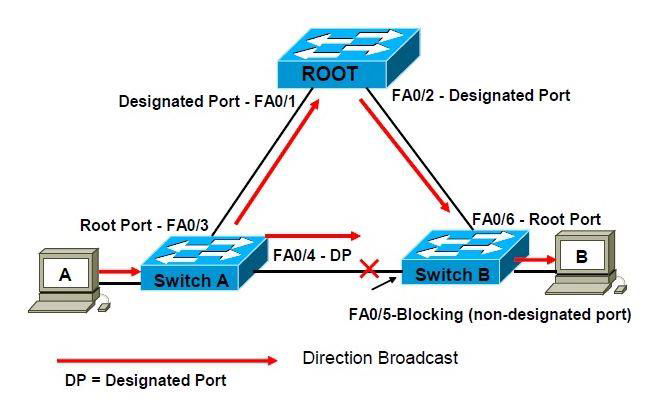 ROOT
Designated Port - FA0/1
FA0/2 - Designated Port
Root Port - FA0/3
FA0/6 - Root Port
A
Switch A
FA0/4 - DP
Switch B
B
FA0/5-Blocking (non-designated port)
Direction Broadcast
DP = Designated Port